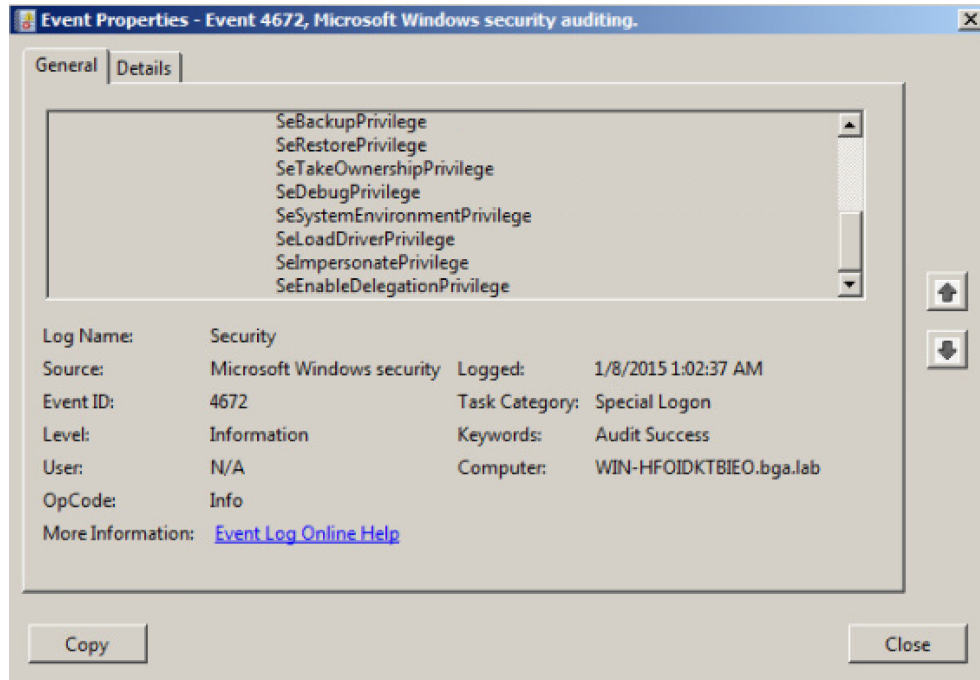 Event Properties - Event 4672, Microsoft Windows security auditing.
General Details
SeBackupPrivilege
SeRestorePrivilege
SeTakeOwnershipPrivilege
SeDebugPrivilege
SeSystemEnvironmentPrivilege
SeLoadDriverPrivilege
SeImpersonatePrivilege
SeEnableDelegationPrivilege
Log Name: Security
Source: Microsoft Windows security Logged: 1/8/2015 1:02:37 AM
Event ID: 4672 Task Category: Special Logon
Level: Information Keywords: Audit Success
User: N/A Computer: WIN-HFOIDKTBIEO.bga.lab
OpCode: Info
More Information: Event Log Online Help
Copy Close